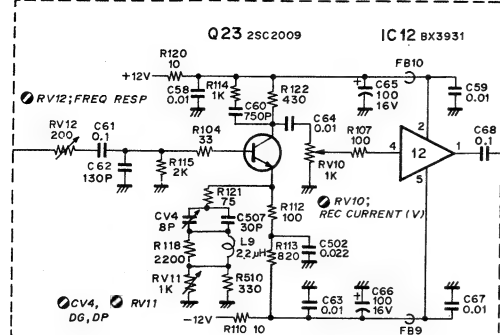 Q23 2SC2009 IC12 BX3931
R120
10
+12V
C58
0.01
R114
1K
C60
750P
R122
430
FB10
C65
100
16V
C59
0.01
RV12; FREQ RESP
RV12
200
C61
0.1
C62
130P
R104
33
R115
2K
C64
0.01
RV10
1K
R107
100
4
2
12
1
5
C68
0.1
RV10;
REC CURRENT (V)
R121
75
CV4
8P
C507
30P
R112
100
R118
2200
L9
2.2μH
R113
820
C502
0.022
RV11
1K
R510
330
CV4, RV11
DG, DP
-12V
R110 10
C63
0.01
C66
100
16V
FB9
C67
0.01